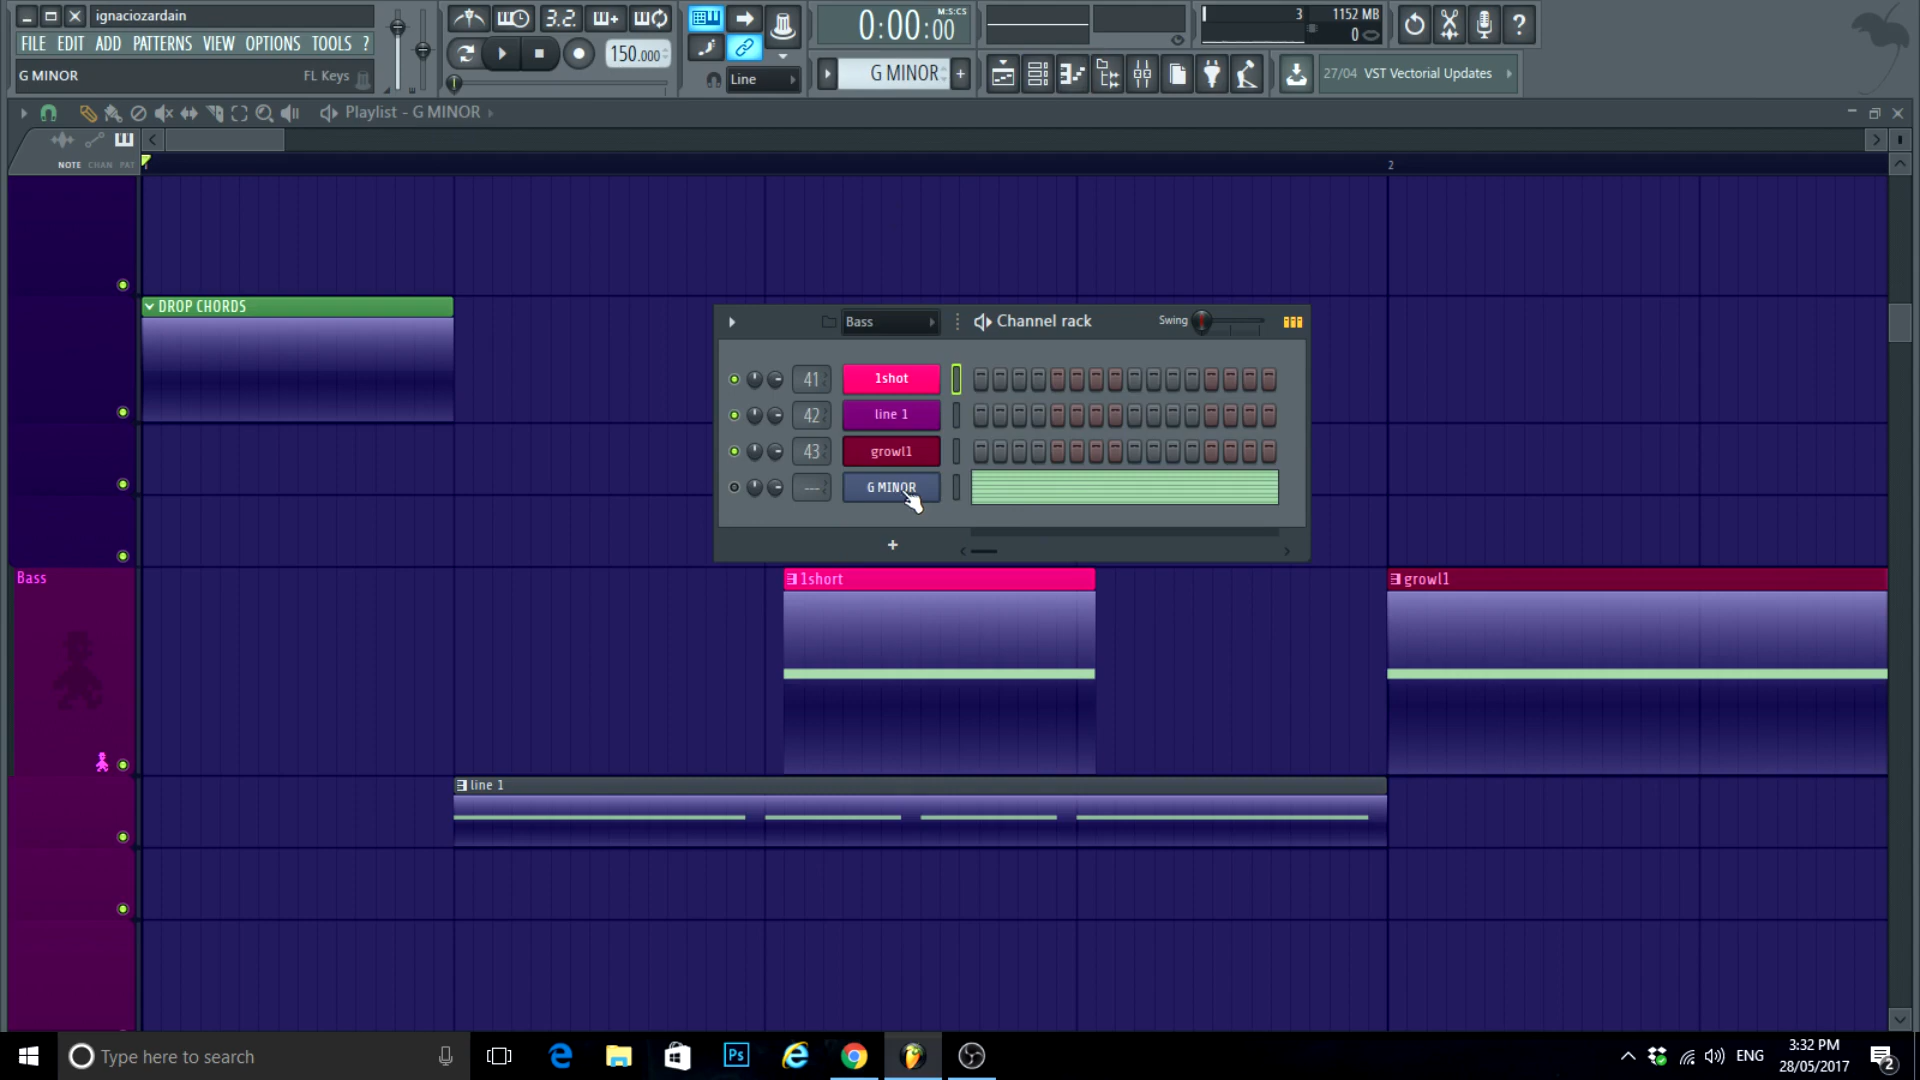 ignaciozardain
FILE EDIT ADD PATTERNS VIEW OPTIONS TOOLS ?
G MINOR FL Keys
3.2.
150.000
Line
0:00:00 M:S:CS
G MINOR
3 1152 MB
0
27/04 VST Vectorial Updates
Playlist - G MINOR
NOTE CHAN PAT
2
DROP CHORDS
Bass Channel rack Swing
41 1shot
42 line 1
43 growl1
--- G MINOR
Bass
1short
growl1
line 1
Type here to search
Ps
ENG
3:32 PM
28/05/2017
2